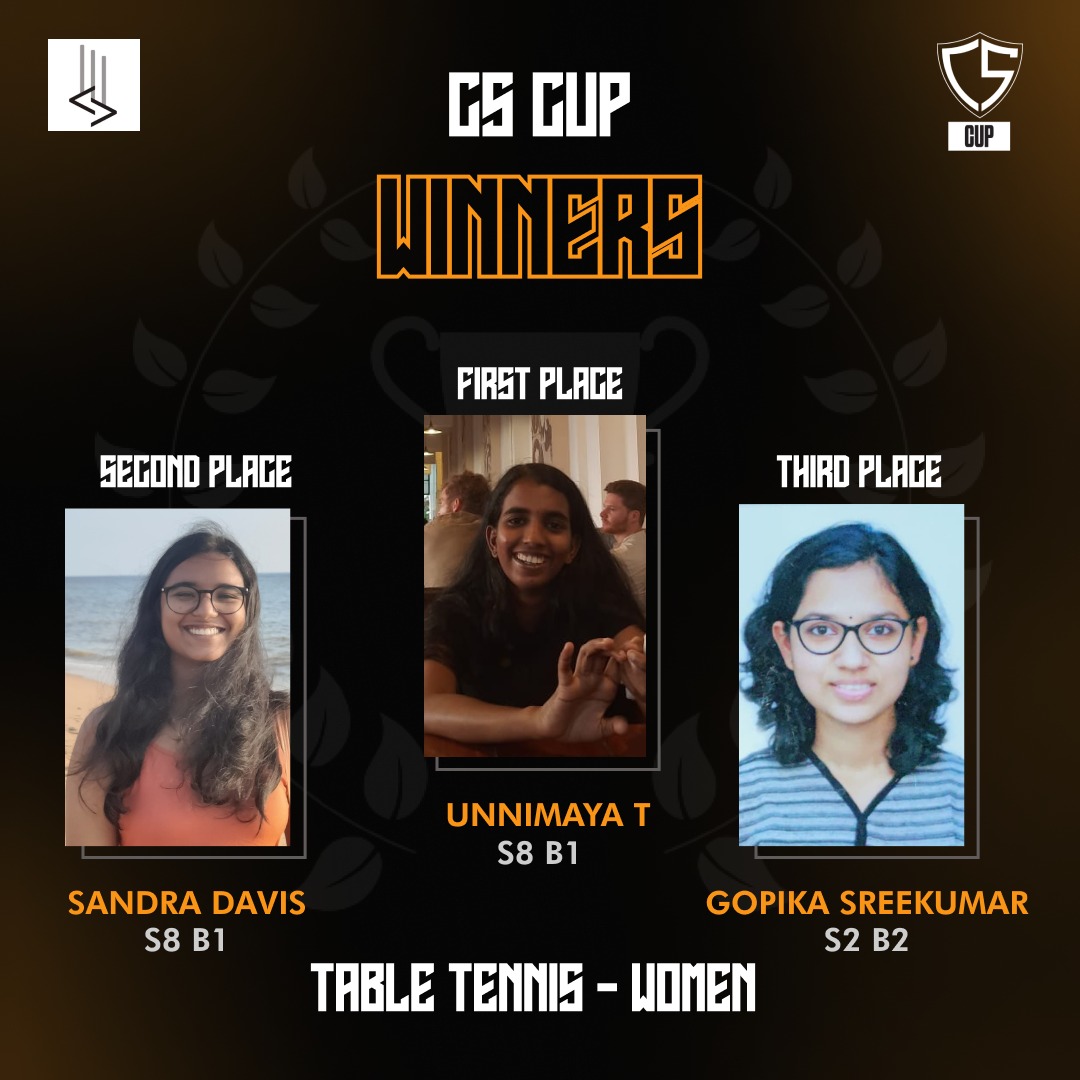 CS
CUP
CS CUP
WINNERS
FIRST PLACE
SECOND PLACE
THIRD PLACE
UNNIMAYA T
S8 B1
SANDRA DAVIS
S8 B1
GOPIKA SREEKUMAR
S2 B2
TABLE TENNIS - WOMEN